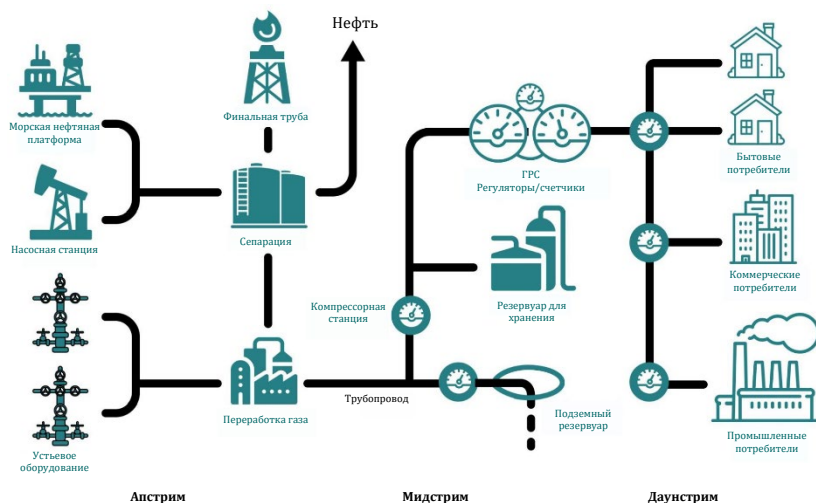 Нефть
Финальная труба
Морская нефтяная
платформа
Насосная станция
Сепарация
ГРС
Регуляторы/счетчики
Бытовые
потребители
Коммерческие
потребители
Компрессорная
станция
Резервуар для
хранения
Устьевое
оборудование
Переработка газа
Трубопровод
Подземный
резервуар
Промышленные
потребители
Апстрим
Мидстрим
Даунстрим